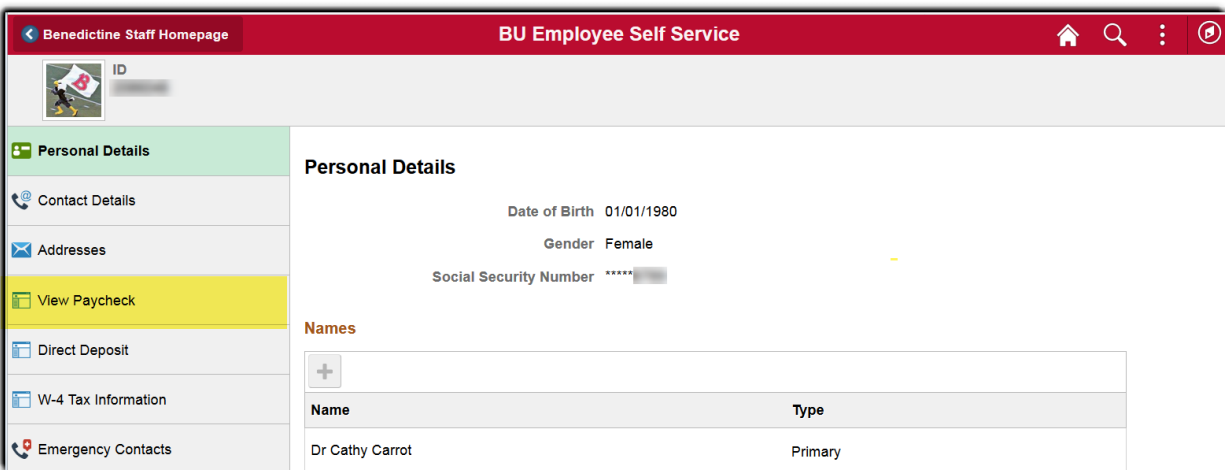 Benedictine Staff Homepage
BU Employee Self Service
ID
B
Personal Details
Contact Details
Addresses
View Paycheck
Direct Deposit
W-4 Tax Information
Emergency Contacts
Personal Details
Date of Birth 01/01/1980
Gender Female
Social Security Number *****
Names
Name Type
Dr Cathy Carrot Primary